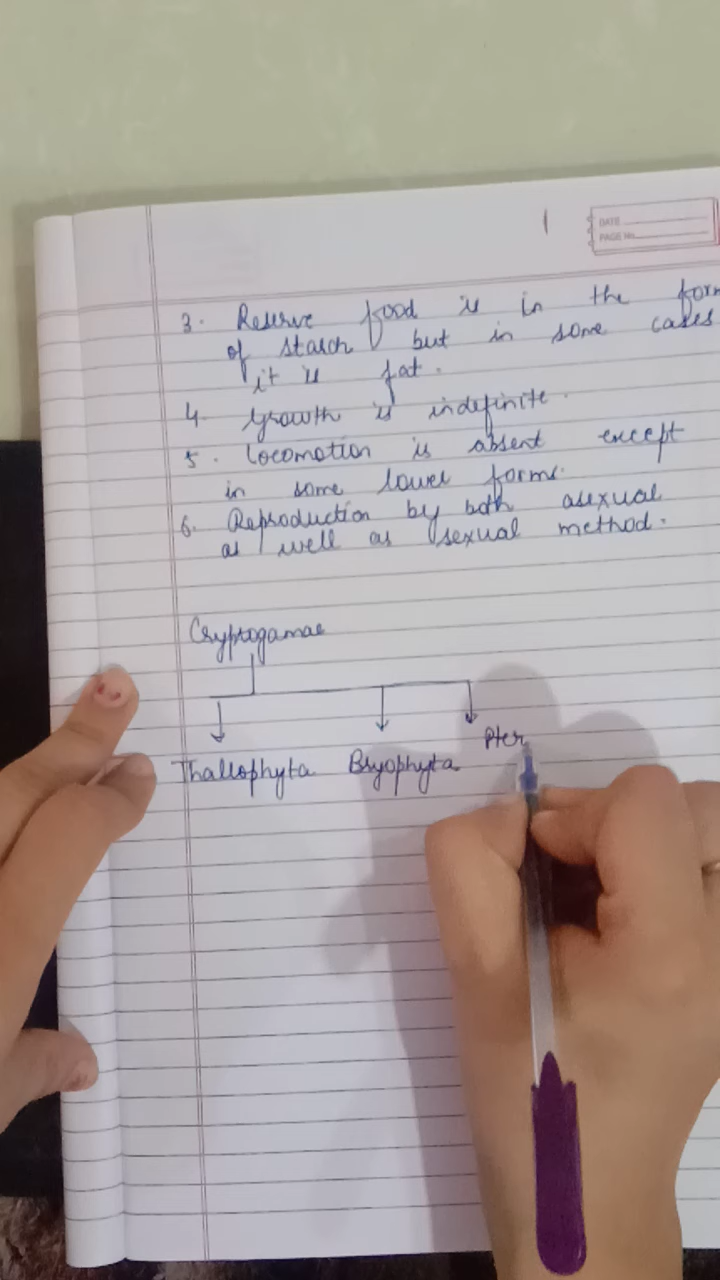 1
DATE
PAGE No.
3. Reserve food is in the form
of starch but in some cases
it is fat.
4. Growth is indefinite.
5. Locomotion is absent except
in some lower forms.
6. Reproduction by both asexual
as well as sexual method.
Cryptogamae
Thallophyta Bryophyta Pter